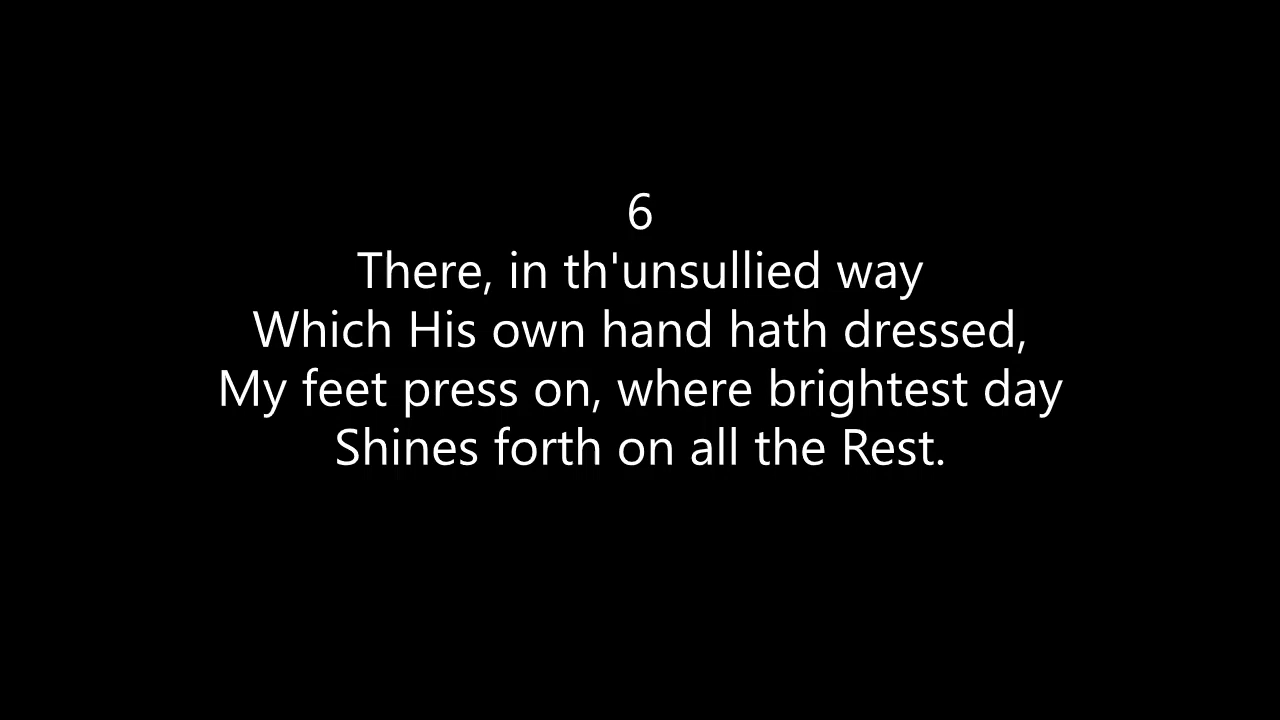 6
There, in th'unsullied way
Which His own hand hath dressed,
My feet press on, where brightest day
Shines forth on all the Rest.